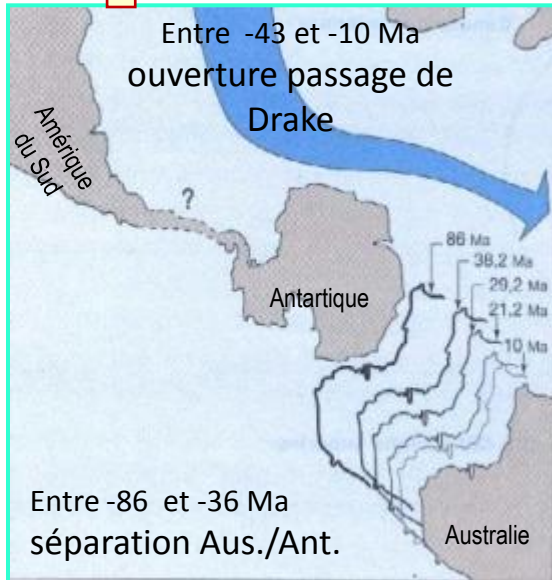 Entre -43 et -10 Ma
ouverture passage de
Drake
Amérique
du Sud
?
Antartique
86 Ma
38,2 Ma
29,2 Ma
21,2 Ma
10 Ma
Entre -86 et -36 Ma
séparation Aus./Ant.
Australie